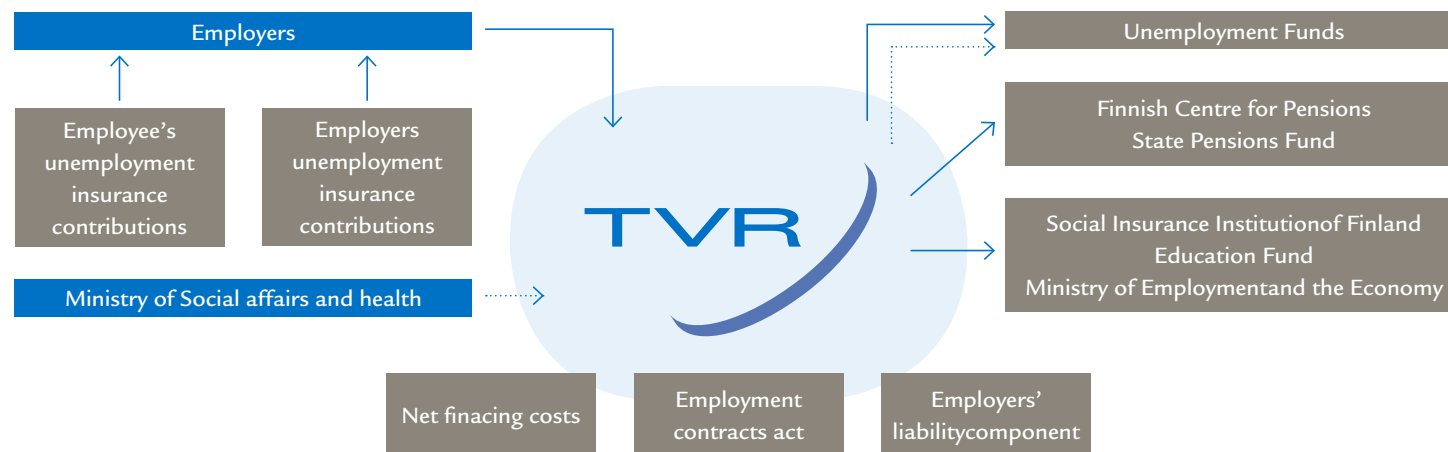 Employers
Unemployment Funds
Employee's
unemployment
insurance
contributions
Employers
unemployment
insurance
contributions
Finnish Centre for Pensions
State Pensions Fund
TVR
Social Insurance Institutionof Finland
Education Fund
Ministry of Employmentand the Economy
Ministry of Social affairs and health
Net finacing costs
Employment
contracts act
Employers’
liabilitycomponent